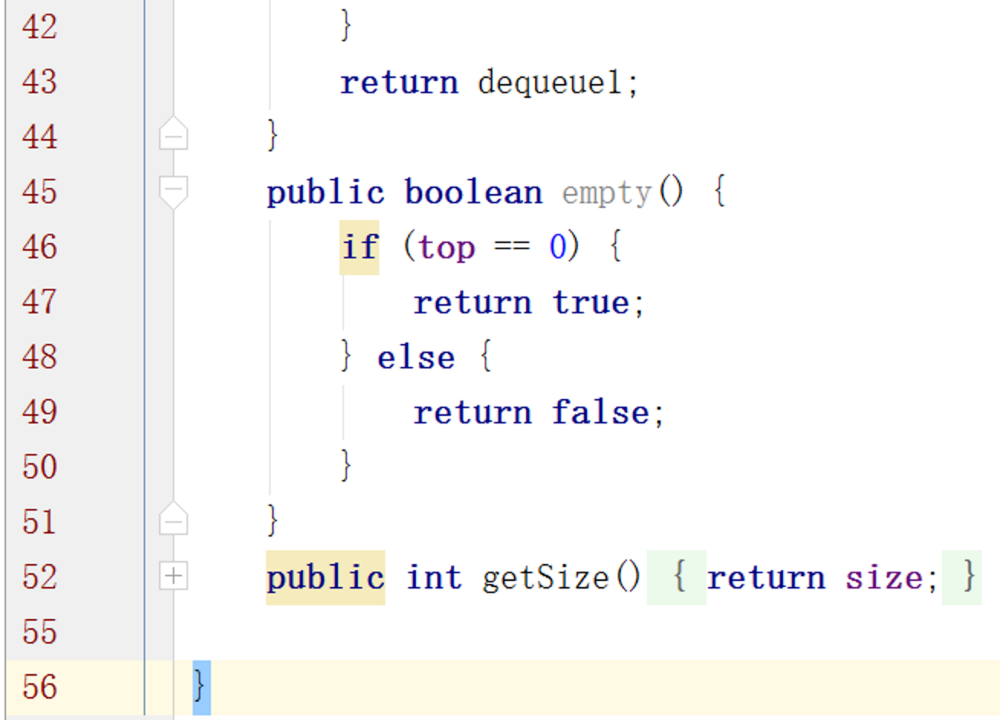 42 }
43 return dequeuel;
44 }
45 public boolean empty() {
46 if (top == 0) {
47 return true;
48 } else {
49 return false;
50 }
51 }
52 public int getSize() { return size; }
55
56 }